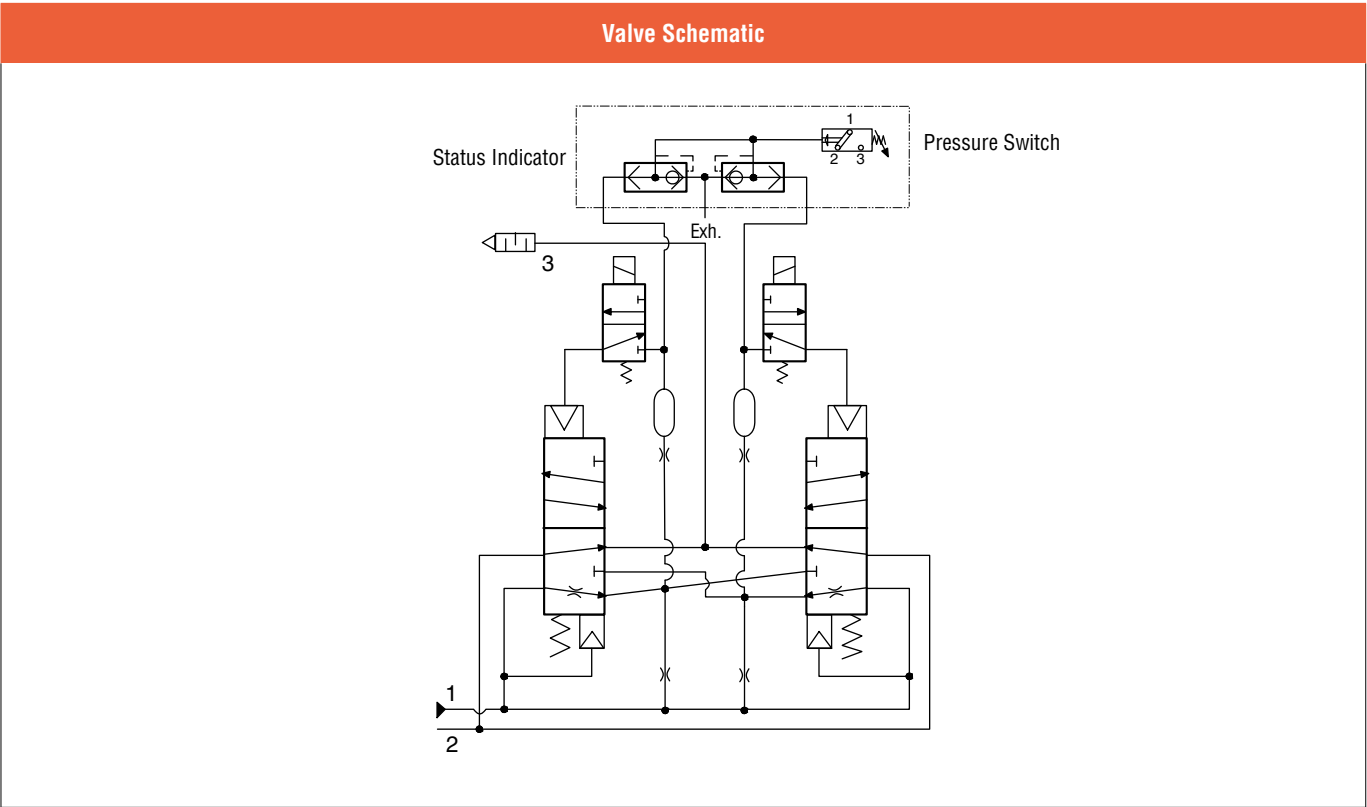 Valve Schematic
1
Status Indicator
Pressure Switch
2 3
Exh.
3
1
2